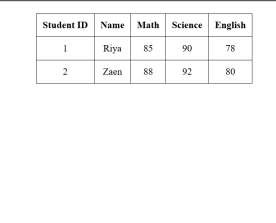 Student ID Name Math Science English
1 Riya 85 90 78
2 Zaen 88 92 80